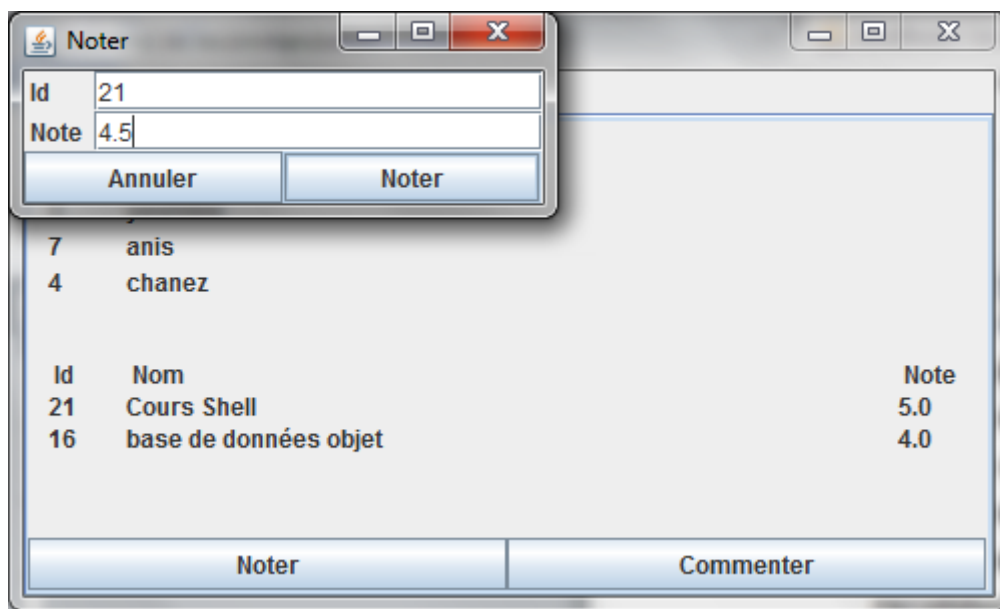 Noter
Id 21
Note 4.5
Annuler Noter
7 anis
4 chanez
Id Nom Note
21 Cours Shell 5.0
16 base de données objet 4.0
Noter Commenter